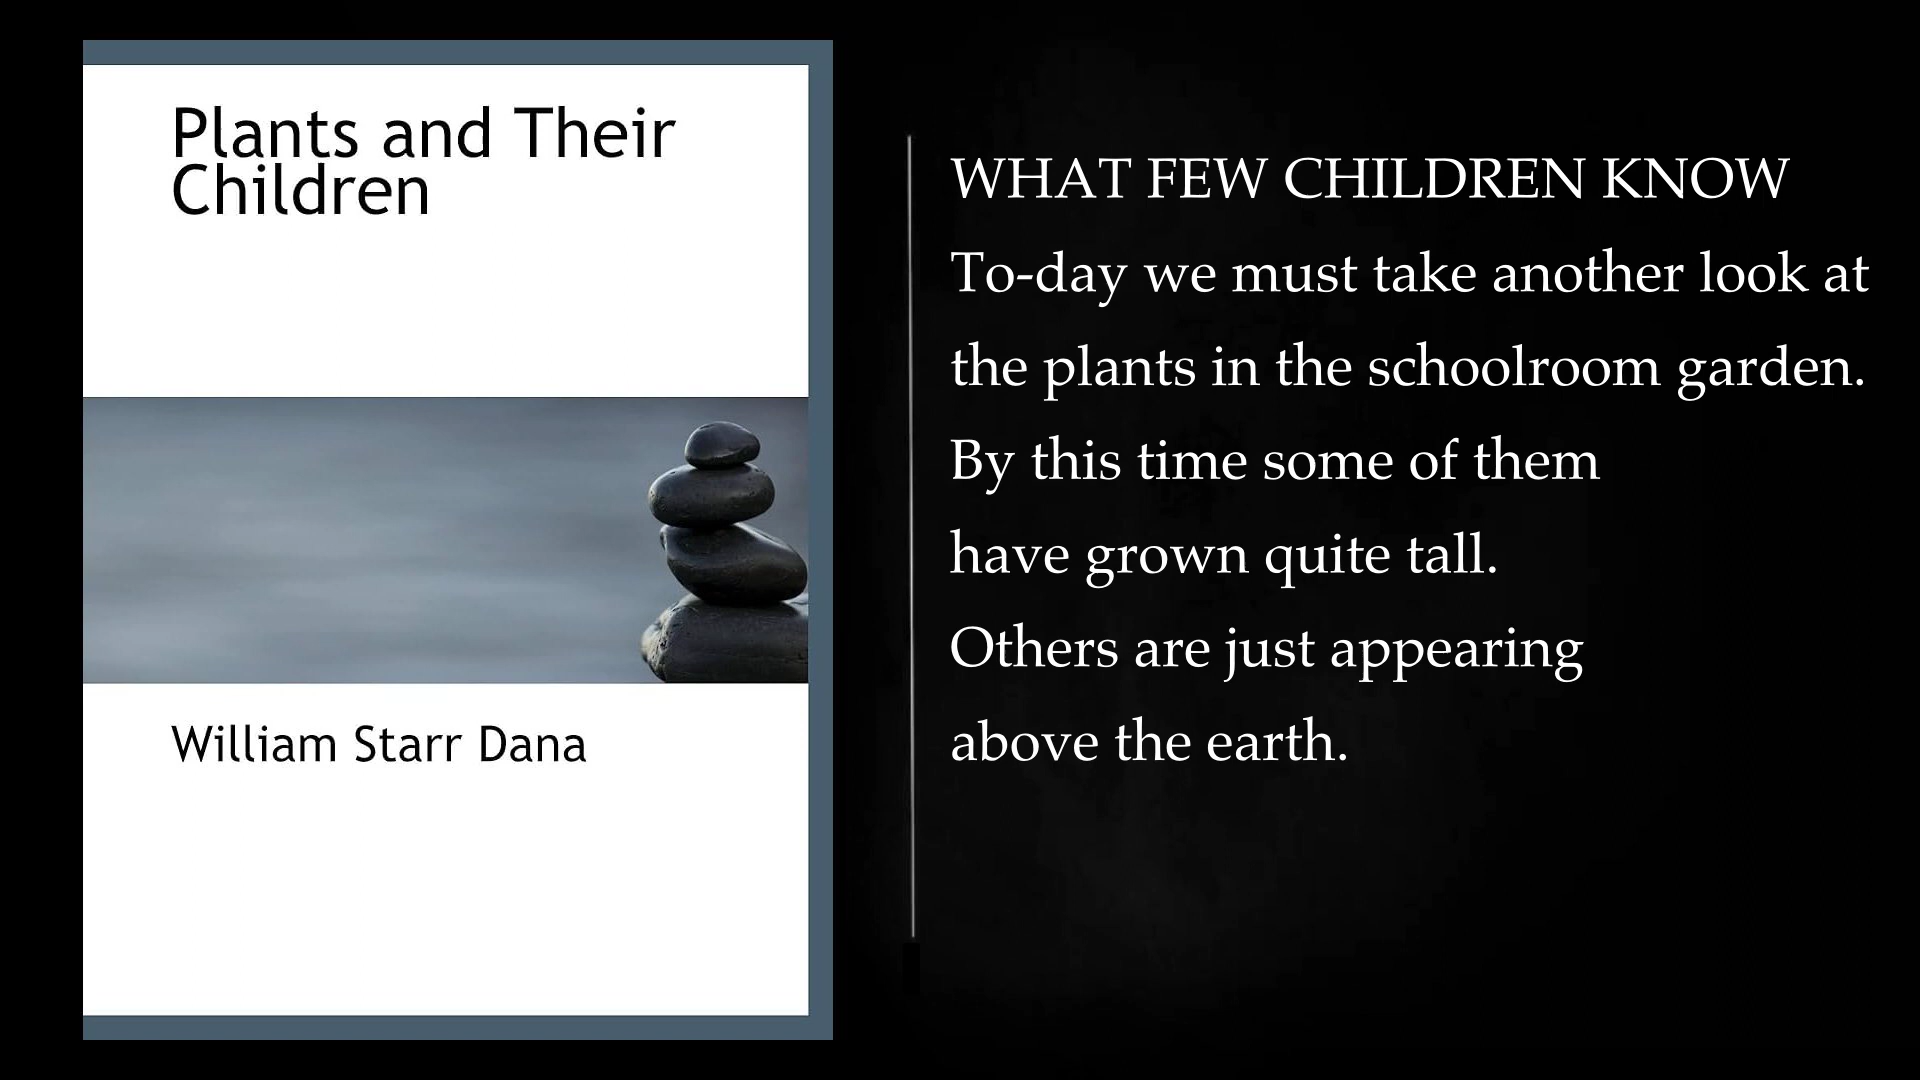 Plants and Their
Children
William Starr Dana
WHAT FEW CHILDREN KNOW
To-day we must take another look at
the plants in the schoolroom garden.
By this time some of them
have grown quite tall.
Others are just appearing
above the earth.